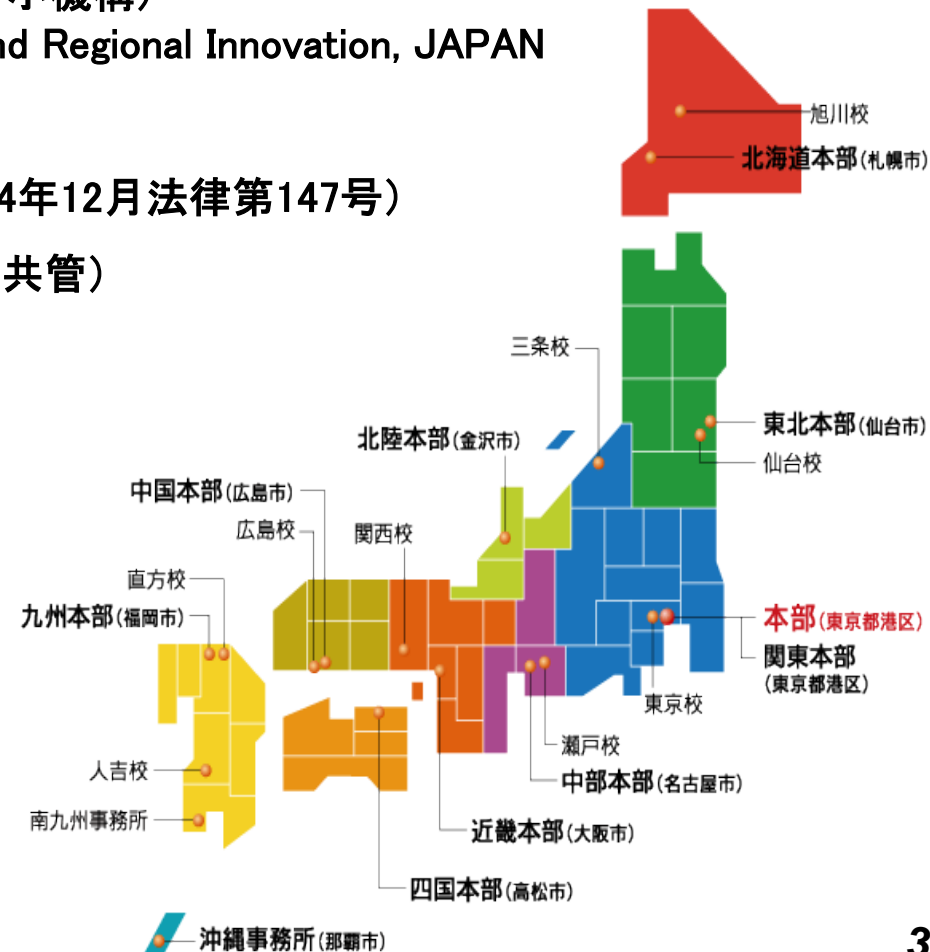 小機構）
nd Regional Innovation, JAPAN
4年12月法律第147号）
共管）
旭川校
北海道本部（札幌市）
三条校
北陸本部（金沢市）
東北本部（仙台市）
仙台校
中国本部（広島市）
広島校
関西校
直方校
九州本部（福岡市）
本部（東京都港区）
関東本部
（東京都港区）
東京校
瀬戸校
人吉校
中部本部（名古屋市）
南九州事務所
近畿本部（大阪市）
四国本部（高松市）
沖縄事務所（那覇市）
3